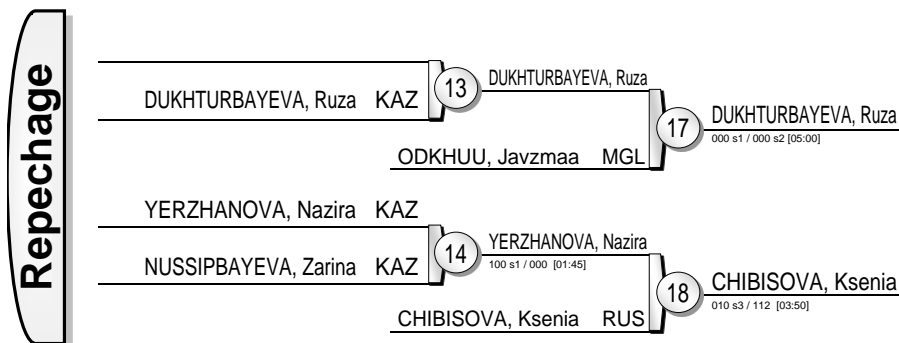 Repechage
DUKHTURBAYEVA, Ruza KAZ
13
DUKHTURBAYEVA, Ruza
ODKHUU, Javzmaa MGL
17
DUKHTURBAYEVA, Ruza
000 s1 / 000 s2 [05:00]
YERZHANOVA, Nazira KAZ
NUSSIPBAYEVA, Zarina KAZ
14
YERZHANOVA, Nazira
100 s1 / 000 [01:45]
CHIBISOVA, Ksenia RUS
18
CHIBISOVA, Ksenia
010 s3 / 112 [03:50]